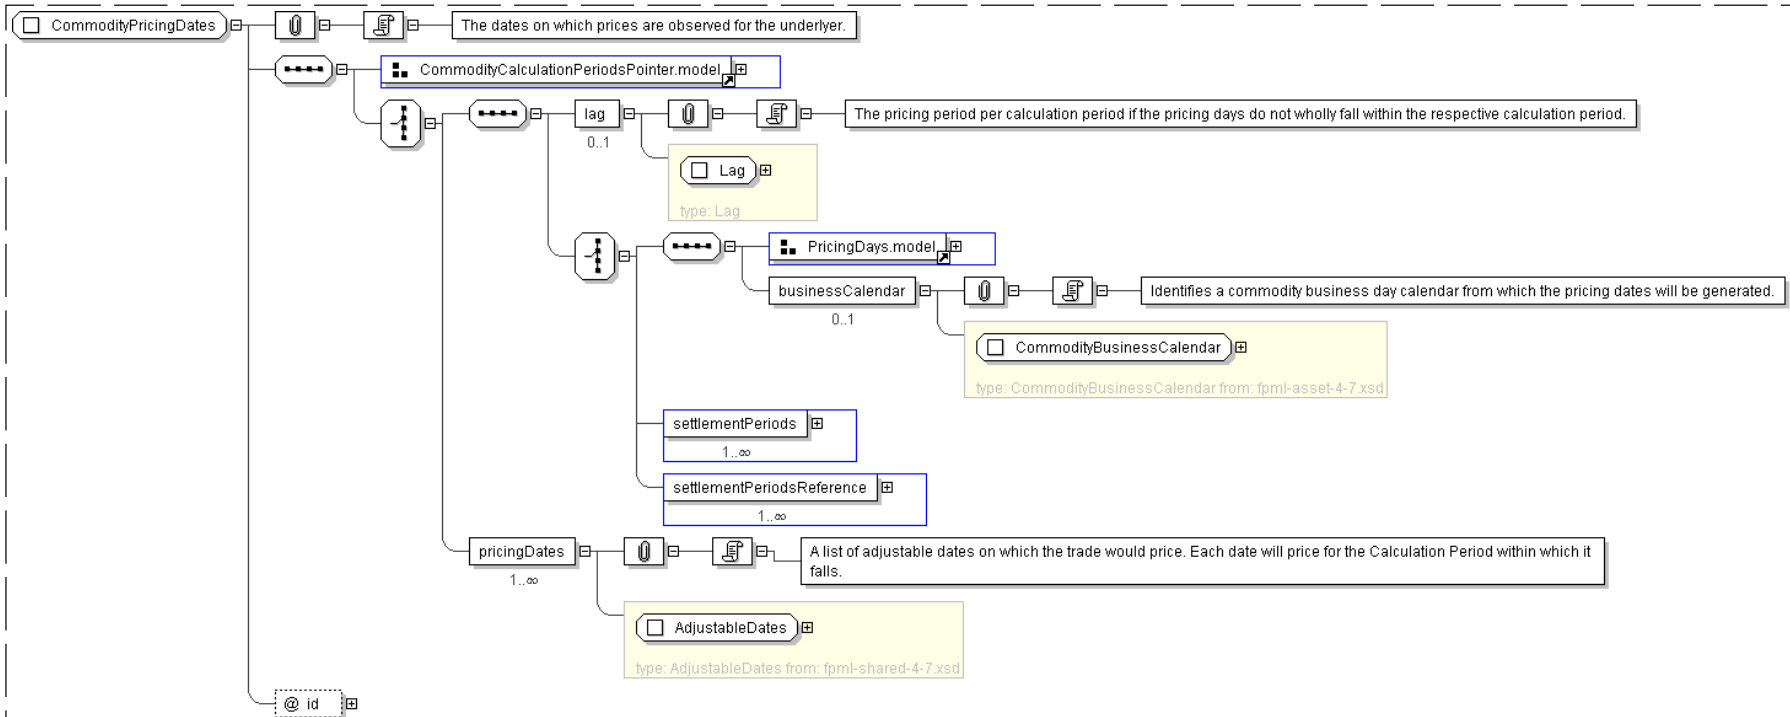 CommodityPricingDates
The dates on which prices are observed for the underlyer.
CommodityCalculationPeriodsPointer.model
lag
The pricing period per calculation period if the pricing days do not wholly fall within the respective calculation period.
0..1
Lag
type: Lag
PricingDays.model
businessCalendar
Identifies a commodity business day calendar from which the pricing dates will be generated.
0..1
CommodityBusinessCalendar
type: CommodityBusinessCalendar from: fpml-asset-4-7.xsd
settlementPeriods
1..∞
settlementPeriodsReference
1..∞
pricingDates
A list of adjustable dates on which the trade would price. Each date will price for the Calculation Period within which it
falls.
1..∞
AdjustableDates
type: AdjustableDates from: fpml-shared-4-7.xsd
@ id